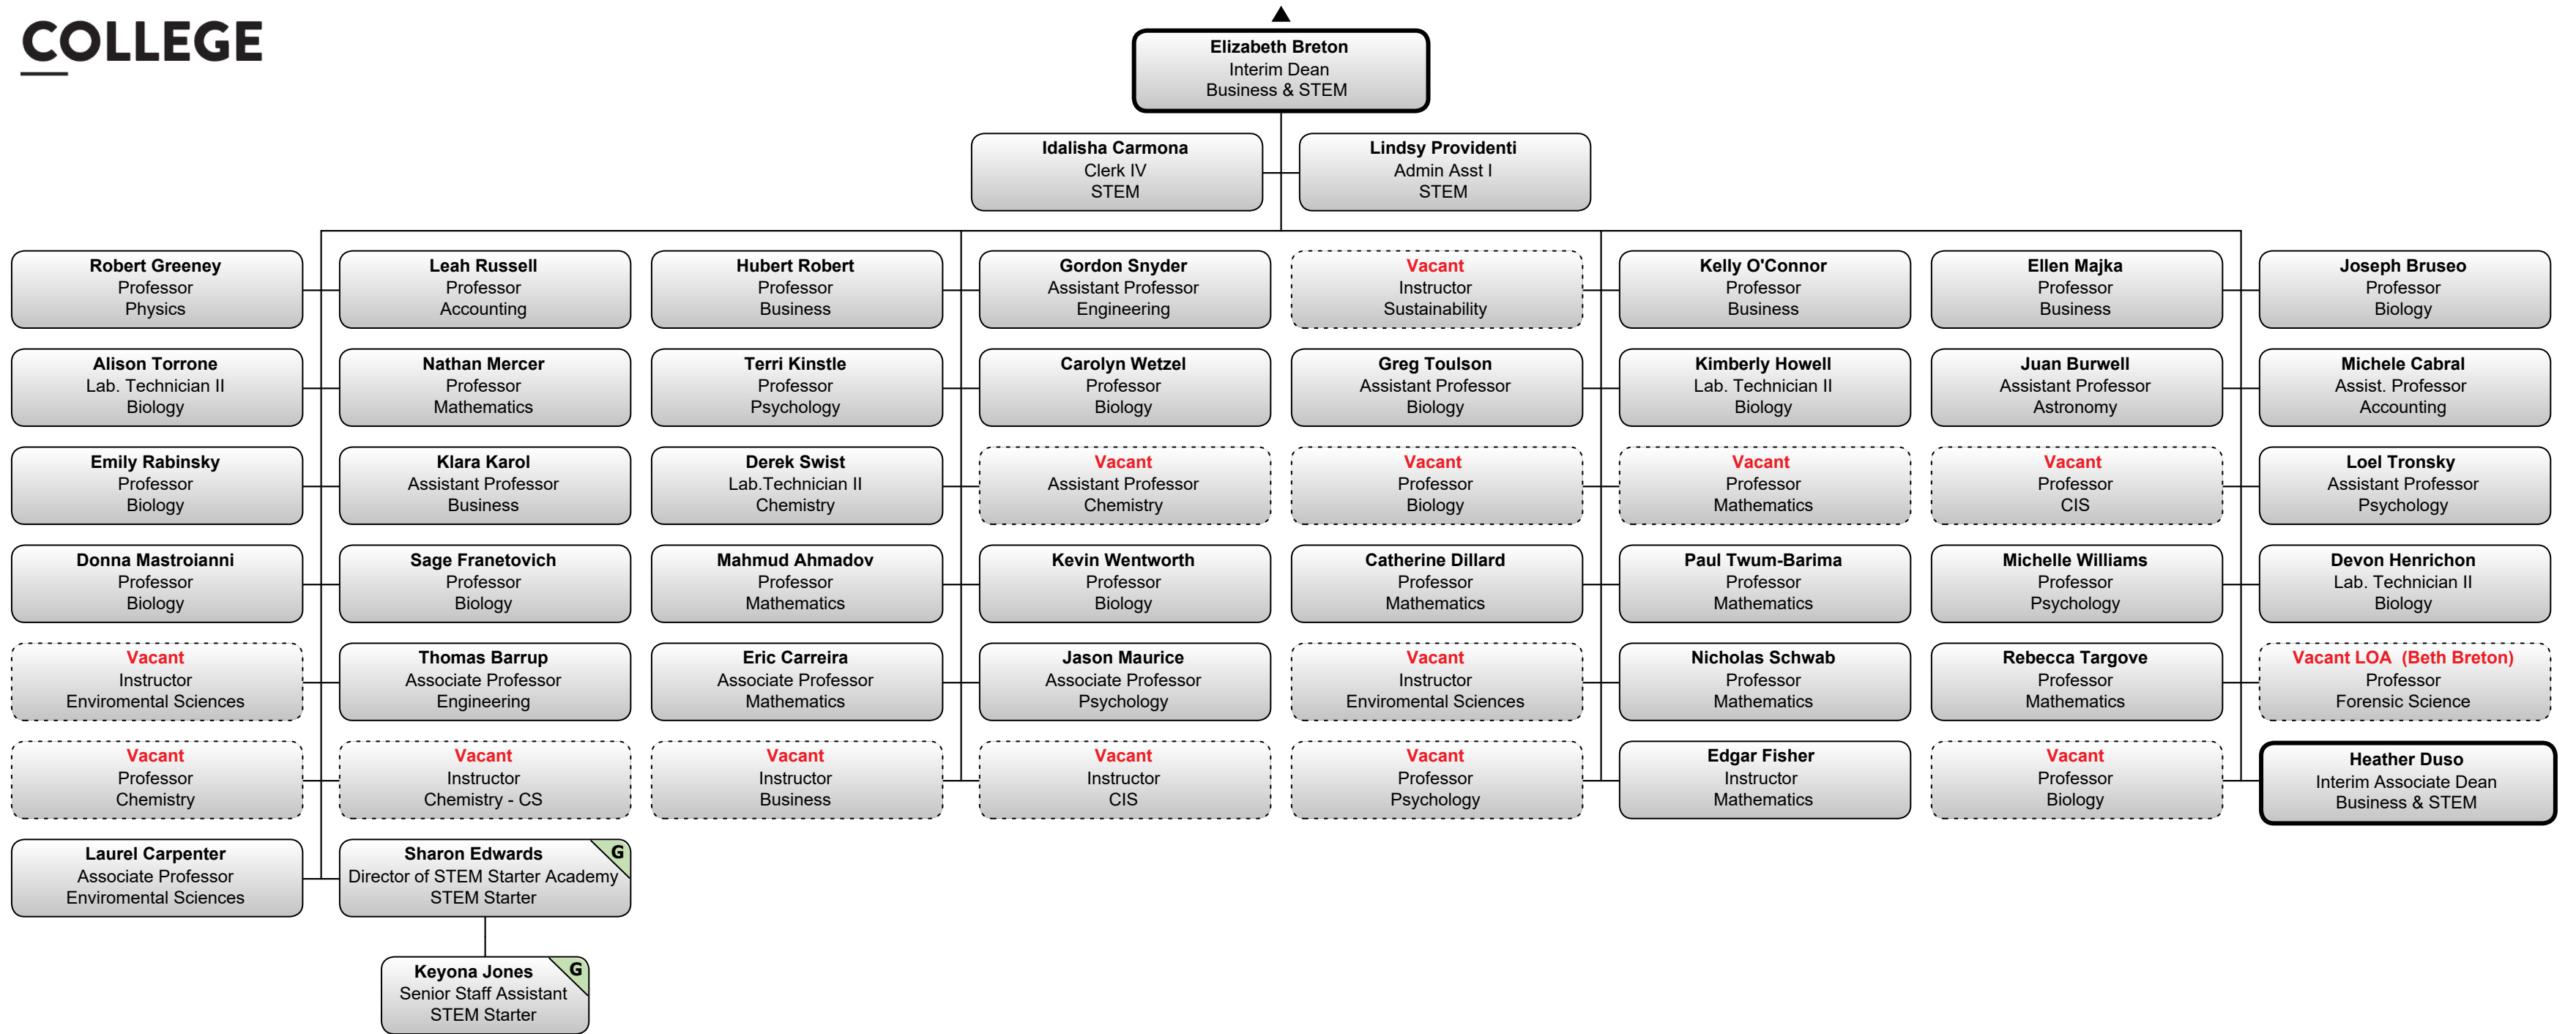 COLLEGE
Elizabeth Breton
Interim Dean
Business & STEM
Idalisha Carmona
Clerk IV
STEM
Lindsy Providenti
Admin Asst I
STEM
Robert Greeney
Professor
Physics
Leah Russell
Professor
Accounting
Hubert Robert
Professor
Business
Gordon Snyder
Assistant Professor
Engineering
Vacant
Instructor
Sustainability
Kelly O'Connor
Professor
Business
Ellen Majka
Professor
Business
Joseph Bruseo
Professor
Biology
Alison Torrone
Lab. Technician II
Biology
Nathan Mercer
Professor
Mathematics
Terri Kinstle
Professor
Psychology
Carolyn Wetzel
Professor
Biology
Greg Toulson
Assistant Professor
Biology
Kimberly Howell
Lab. Technician II
Biology
Juan Burwell
Assistant Professor
Astronomy
Michele Cabral
Assist. Professor
Accounting
Emily Rabinsky
Professor
Biology
Klara Karol
Assistant Professor
Business
Derek Swist
Lab.Technician II
Chemistry
Vacant
Assistant Professor
Chemistry
Vacant
Professor
Biology
Vacant
Professor
Mathematics
Vacant
Professor
CIS
Loel Tronsky
Assistant Professor
Psychology
Donna Mastroianni
Professor
Biology
Sage Franetovich
Professor
Biology
Mahmud Ahmadov
Professor
Mathematics
Kevin Wentworth
Professor
Biology
Catherine Dillard
Professor
Mathematics
Paul Twum-Barima
Professor
Mathematics
Michelle Williams
Professor
Psychology
Devon Henrichon
Lab. Technician II
Biology
Vacant
Instructor
Enviromental Sciences
Thomas Barrup
Associate Professor
Engineering
Eric Carreira
Associate Professor
Mathematics
Jason Maurice
Associate Professor
Psychology
Vacant
Instructor
Enviromental Sciences
Nicholas Schwab
Professor
Mathematics
Rebecca Targove
Professor
Mathematics
Vacant LOA (Beth Breton)
Professor
Forensic Science
Vacant
Professor
Chemistry
Vacant
Instructor
Chemistry - CS
Vacant
Instructor
Business
Vacant
Instructor
CIS
Vacant
Professor
Psychology
Edgar Fisher
Instructor
Mathematics
Vacant
Professor
Biology
Heather Duso
Interim Associate Dean
Business & STEM
Laurel Carpenter
Associate Professor
Enviromental Sciences
Sharon Edwards
G
Director of STEM Starter Academy
STEM Starter
Keyona Jones
G
Senior Staff Assistant
STEM Starter